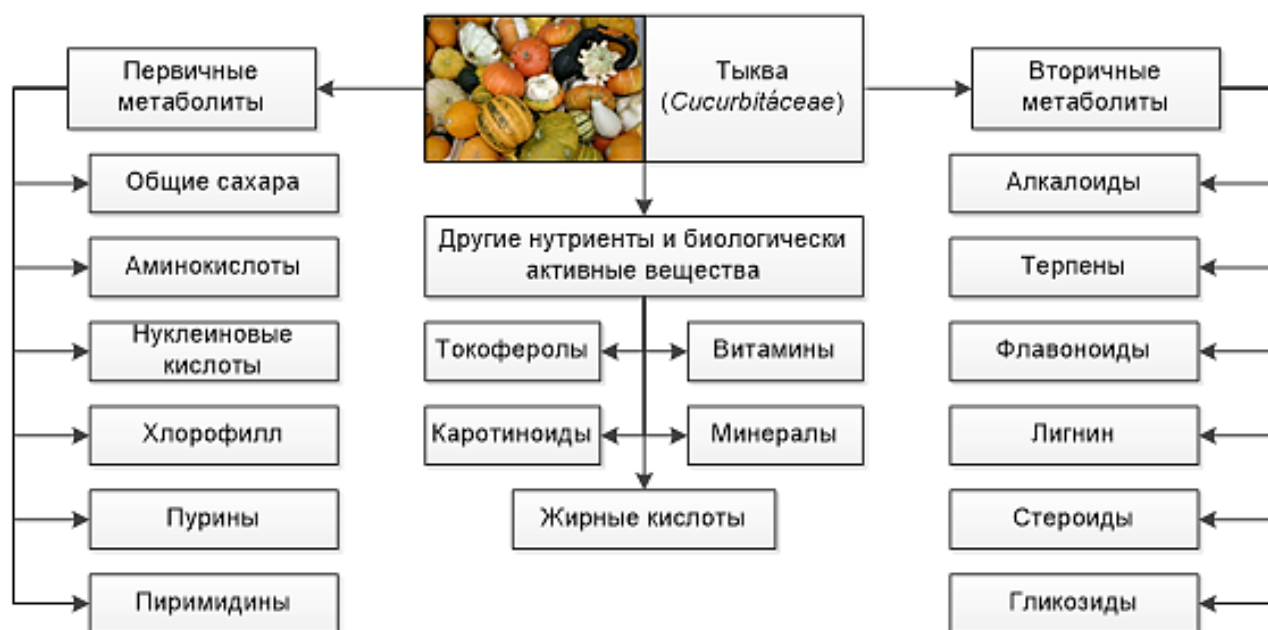 Тыква
(Cucurbitáceae)
Первичные
метаболиты
Общие сахара
Аминокислоты
Нуклеиновые
кислоты
Хлорофилл
Пурины
Пиримидины
Другие нутриенты и биологически
активные вещества
Токоферолы
Витамины
Каротиноиды
Минералы
Жирные кислоты
Вторичные
метаболиты
Алкалоиды
Терпены
Флавоноиды
Лигнин
Стероиды
Гликозиды